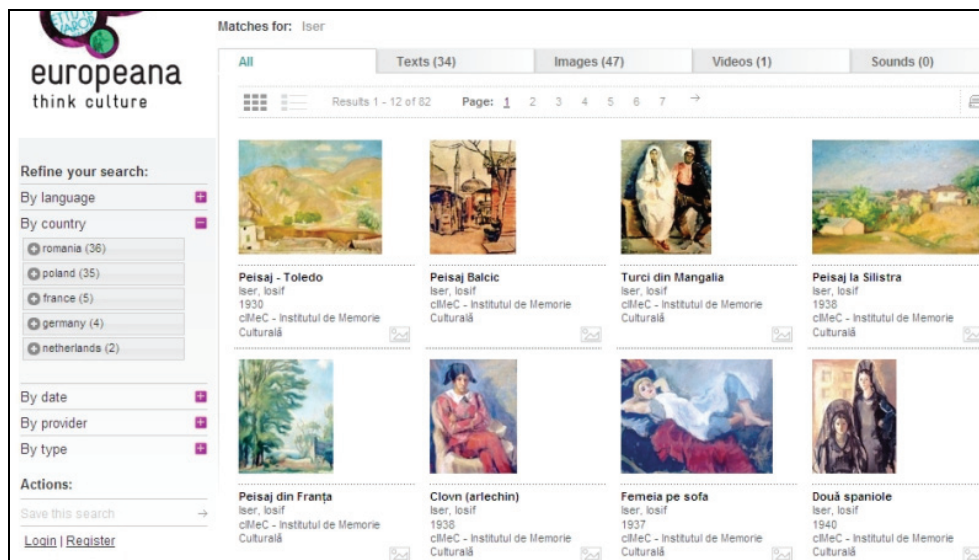 Matches for: Iser
europeana
think culture
All
Texts (34)
Images (47)
Videos (1)
Sounds (0)
Results 1 - 12 of 82
Page: 1 2 3 4 5 6 7 →
Refine your search:
By language
By country
romania (36)
poland (35)
france (5)
germany (4)
netherlands (2)
By date
By provider
By type
Actions:
Save this search →
Login | Register
Peisaj - Toledo
Iser, Iosif
1930
cIMeC - Institutul de Memorie
Culturală
Peisaj Balcic
Iser, Iosif
cIMeC - Institutul de Memorie
Culturală
Turci din Mangalia
Iser, Iosif
cIMeC - Institutul de Memorie
Culturală
Peisaj la Silistra
Iser, Iosif
1938
cIMeC - Institutul de Memorie
Culturală
Peisaj din Franța
Iser, Iosif
cIMeC - Institutul de Memorie
Culturală
Clovn (arlechin)
Iser, Iosif
1938
cIMeC - Institutul de Memorie
Culturală
Femeia pe sofa
Iser, Iosif
1937
cIMeC - Institutul de Memorie
Culturală
Două spaniole
Iser, Iosif
1940
cIMeC - Institutul de Memorie
Culturală